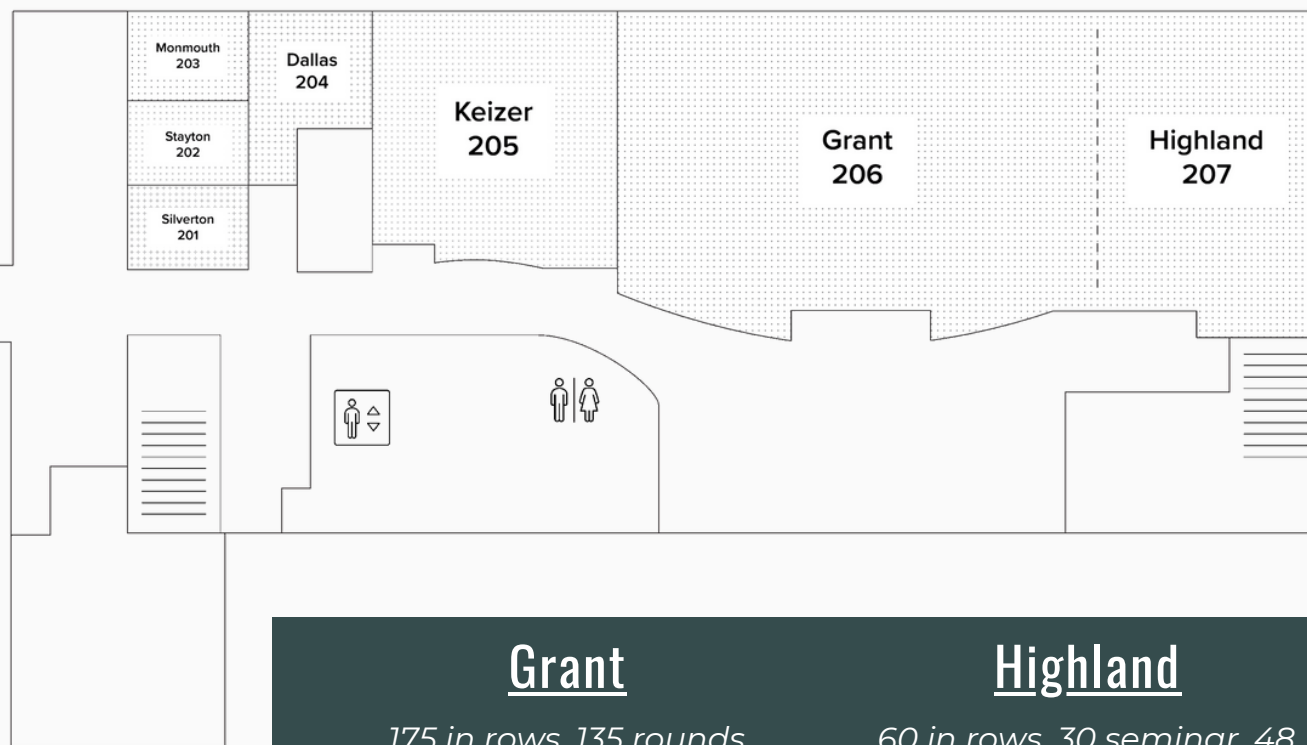 Monmouth
203
Dallas
204
Stayton
202
Silverton
201
Keizer
205
Grant
206
Highland
207
Grant
Highland
175 in rows, 135 rounds
60 in rows, 30 seminar, 48